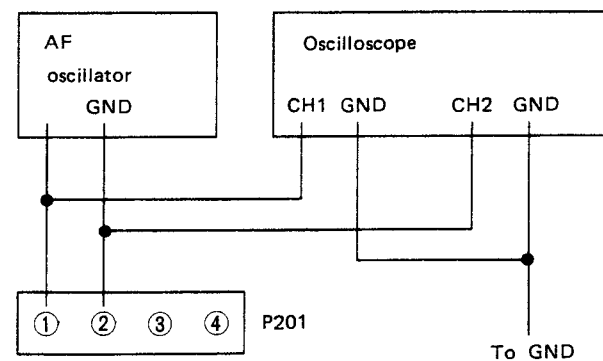 AF
oscillator
GND
Oscilloscope
CH1 GND CH2 GND
① ② ③ ④ P201
To GND